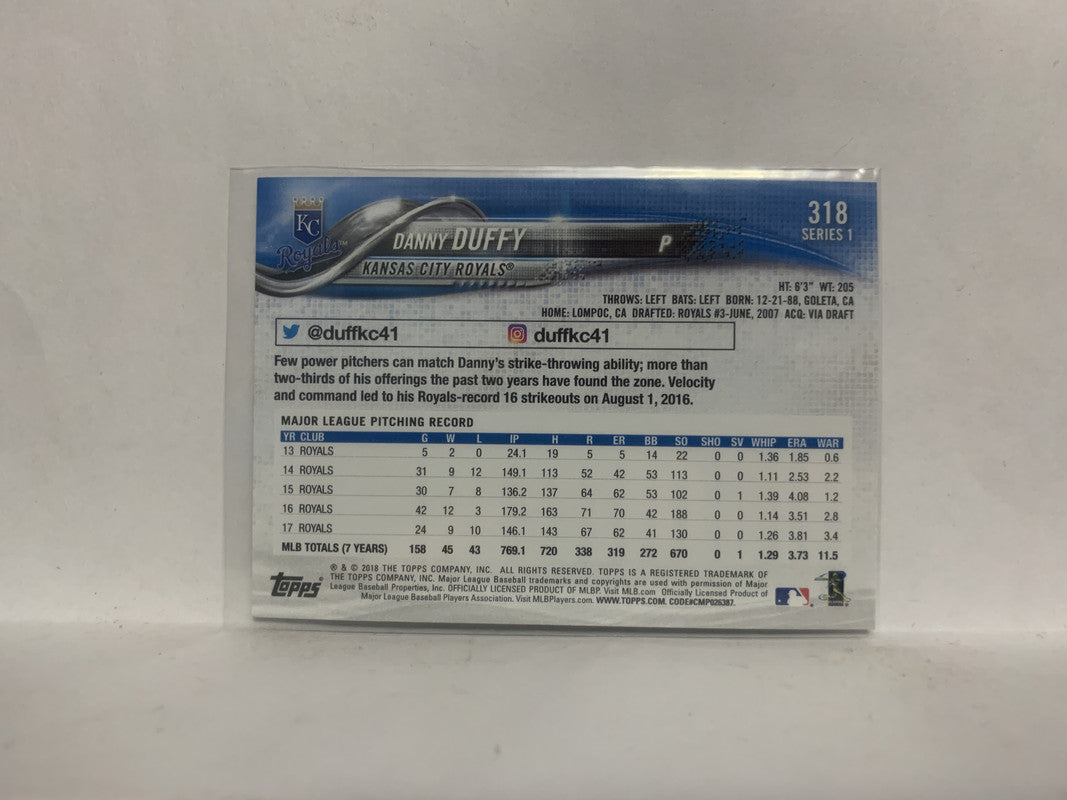 KC
Royals™
DANNY DUFFY P
KANSAS CITY ROYALS®
318
SERIES 1
HT: 6'3" WT: 205
THROWS: LEFT BATS: LEFT BORN: 12-21-88, GOLETA, CA
HOME: LOMPOC, CA DRAFTED: ROYALS #3-JUNE, 2007 ACQ: VIA DRAFT
@duffkc41 duffkc41
Few power pitchers can match Danny's strike-throwing ability; more than
two-thirds of his offerings the past two years have found the zone. Velocity
and command led to his Royals-record 16 strikeouts on August 1, 2016.
MAJOR LEAGUE PITCHING RECORD
YR CLUB G W L IP H R ER BB SO SHO SV WHIP ERA WAR
13 ROYALS 5 2 0 24.1 19 5 5 14 22 0 0 1.36 1.85 0.6
14 ROYALS 31 9 12 149.1 113 52 42 53 113 0 0 1.11 2.53 2.2
15 ROYALS 30 7 8 136.2 137 64 62 53 102 0 1 1.39 4.08 1.2
16 ROYALS 42 12 3 179.2 163 71 70 42 188 0 0 1.14 3.51 2.8
17 ROYALS 24 9 10 146.1 143 67 62 41 130 0 0 1.26 3.81 3.4
MLB TOTALS (7 YEARS) 158 45 43 769.1 720 338 319 272 670 0 1 1.29 3.73 11.5
topps®
® & © 2018 THE TOPPS COMPANY, INC. ALL RIGHTS RESERVED. TOPPS IS A REGISTERED TRADEMARK OF
THE TOPPS COMPANY, INC. Major League Baseball trademarks and copyrights are used with permission of Major
League Baseball Properties, Inc. OFFICIALLY LICENSED PRODUCT OF MLBP. Visit MLB.com Officially Licensed Product of
Major League Baseball Players Association. Visit MLBPlayers.com. WWW.TOPPS.COM. CODE#CMP026387.